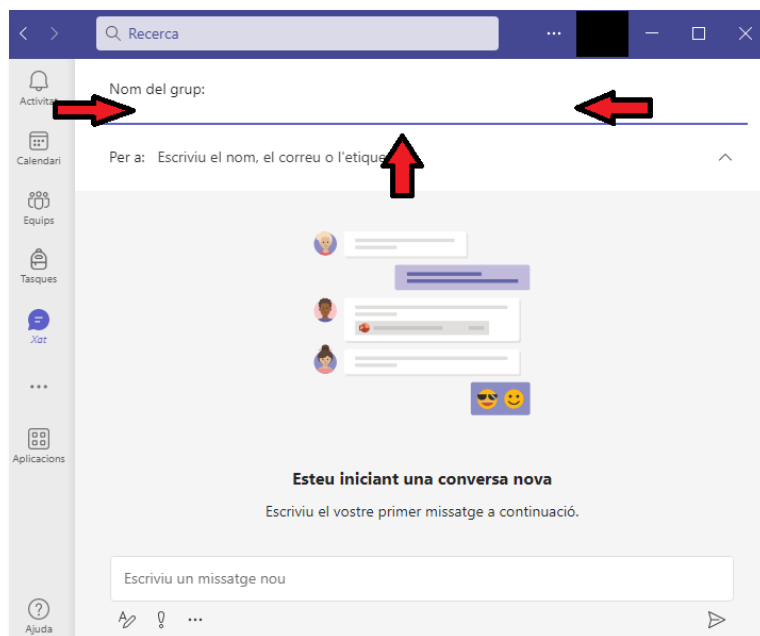 Recerca
Activitat
Nom del grup:
Calendari
Per a: Escriviu el nom, el correu o l'etique
Equips
Tasques
Xat
Aplicacions
Esteu iniciant una conversa nova
Escriviu el vostre primer missatge a continuació.
Escriviu un missatge nou
Ajuda